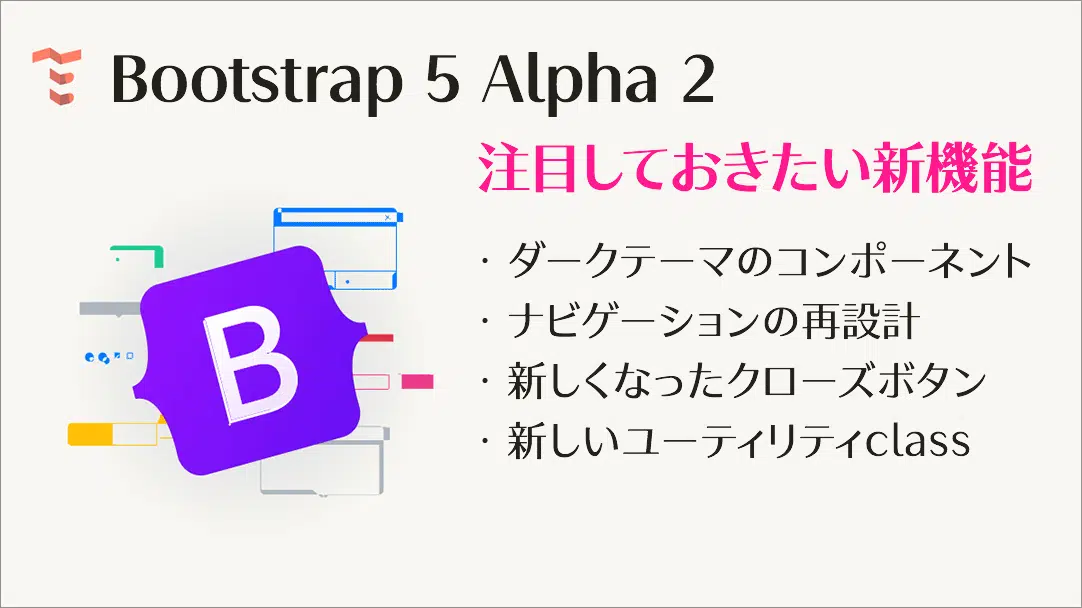 Bootstrap 5 Alpha 2
注目しておきたい新機能
・ダークテーマのコンポーネント
・ナビゲーションの再設計
・新しくなったクローズボタン
・新しいユーティリティclass
B